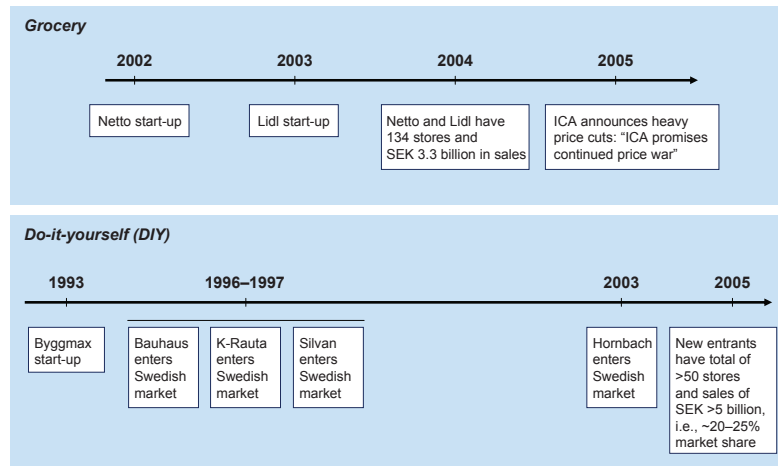 Grocery
2002
2003
2004
2005
Netto start-up
Lidl start-up
Netto and Lidl have
134 stores and
SEK 3.3 billion in sales
ICA announces heavy
price cuts: “ICA promises
continued price war”
Do-it-yourself (DIY)
1993
1996–1997
2003
2005
Byggmax
start-up
Bauhaus
enters
Swedish
market
K-Rauta
enters
Swedish
market
Silvan
enters
Swedish
market
Hornbach
enters
Swedish
market
New entrants
have total of
>50 stores
and sales of
SEK >5 billion,
i.e., ~20–25%
market share